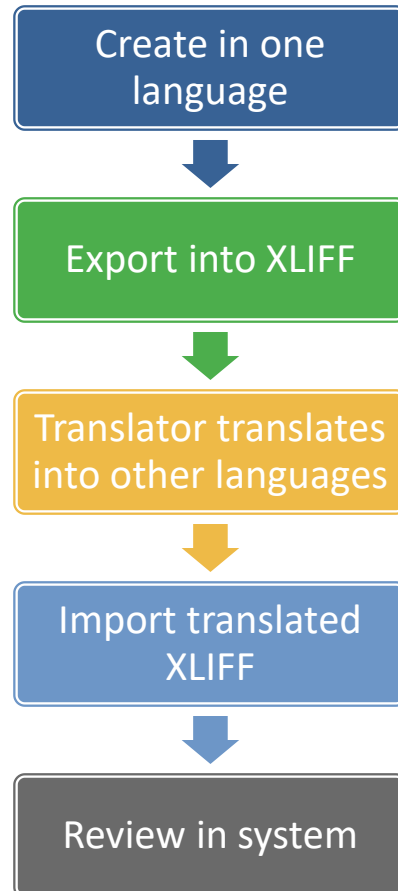 Create in one
language
Export into XLIFF
Translator translates
into other languages
Import translated
XLIFF
Review in system